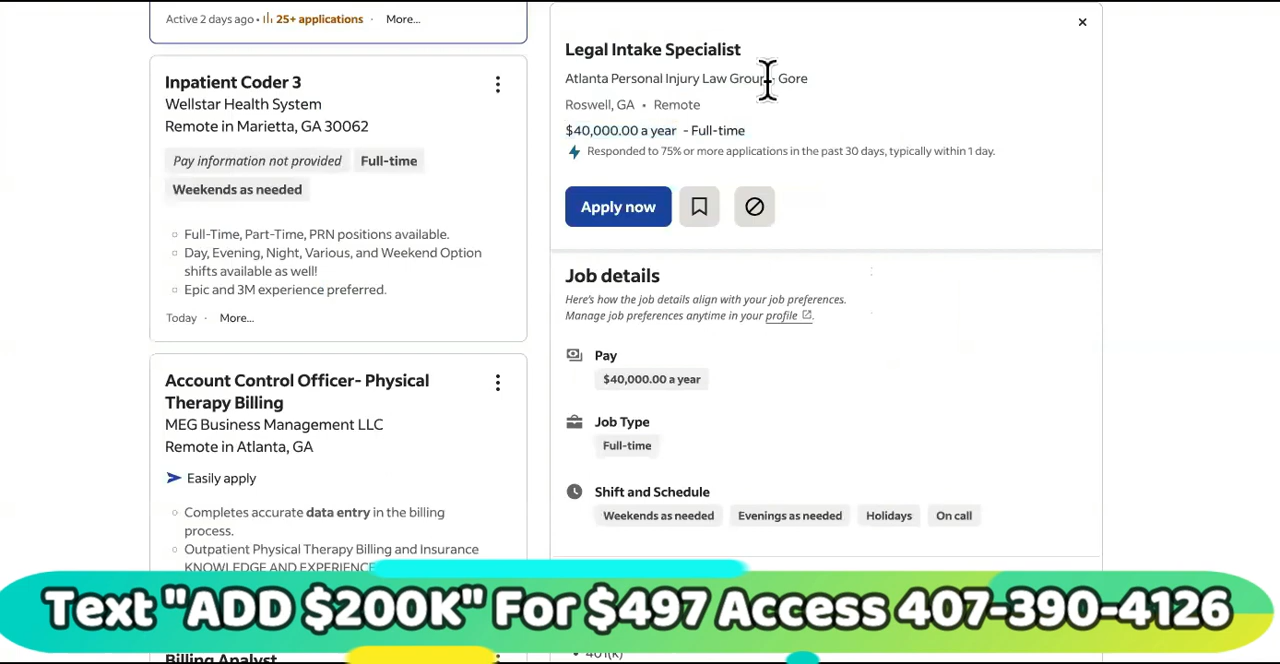 Active 2 days ago • 25+ applications · More...
Inpatient Coder 3
Wellstar Health System
Remote in Marietta, GA 30062
Pay information not provided Full-time
Weekends as needed
Full-Time, Part-Time, PRN positions available.
Day, Evening, Night, Various, and Weekend Option
shifts available as well!
Epic and 3M experience preferred.
Today · More...
Account Control Officer- Physical
Therapy Billing
MEG Business Management LLC
Remote in Atlanta, GA
Easily apply
Completes accurate data entry in the billing
process.
Outpatient Physical Therapy Billing and Insurance
KNOWLEDGE AND EXPERIENCE
Billing Analyst
Legal Intake Specialist
Atlanta Personal Injury Law Group - Gore
Roswell, GA • Remote
$40,000.00 a year - Full-time
Responded to 75% or more applications in the past 30 days, typically within 1 day.
Apply now
Job details
Here's how the job details align with your job preferences.
Manage job preferences anytime in your profile.
Pay
$40,000.00 a year
Job Type
Full-time
Shift and Schedule
Weekends as needed Evenings as needed Holidays On call
401(k)
Text "ADD $200K" For $497 Access 407-390-4126